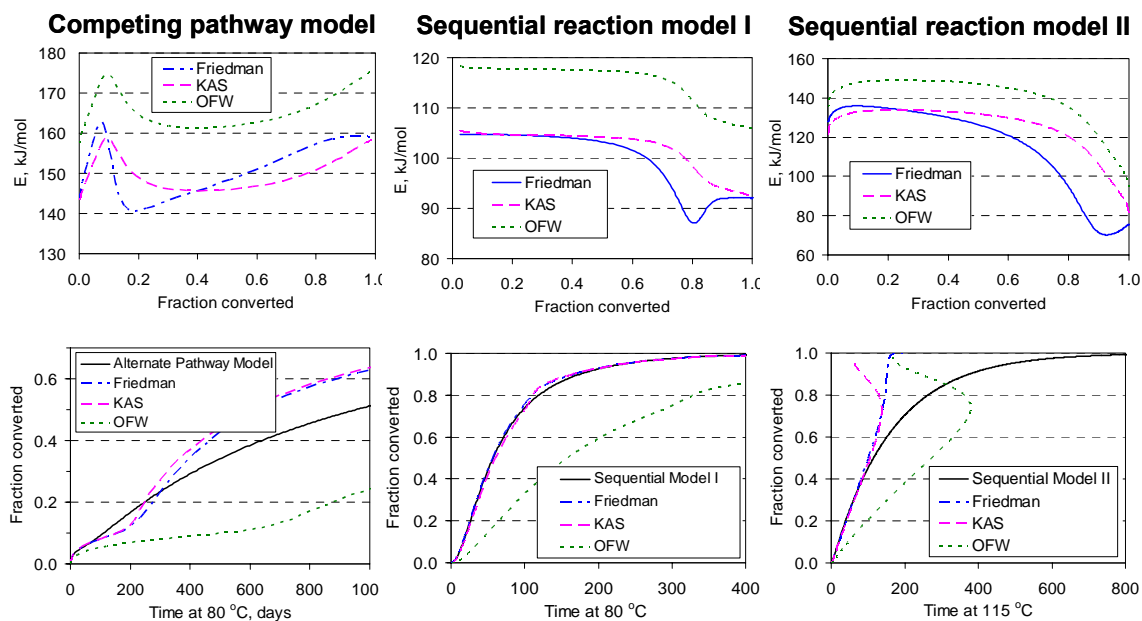 Competing pathway model
Sequential reaction model I
Sequential reaction model II
180
170
160
150
140
130
E, kJ/mol
Friedman
KAS
OFW
0.0 0.2 0.4 0.6 0.8 1.0
Fraction converted
120
110
100
90
80
E, kJ/mol
Friedman
KAS
OFW
0.0 0.2 0.4 0.6 0.8 1.0
Fraction converted
160
140
120
100
80
60
E, kJ/mol
Friedman
KAS
OFW
0.0 0.2 0.4 0.6 0.8 1.0
Fraction converted
0.6
0.4
0.2
0.0
Fraction converted
Alternate Pathway Model
Friedman
KAS
OFW
0 200 400 600 800 100
Time at 80 °C, days
1.0
0.8
0.6
0.4
0.2
0.0
Fraction converted
Sequential Model I
Friedman
KAS
OFW
0 100 200 300 400
Time at 80 °C
1.0
0.8
0.6
0.4
0.2
0.0
Fraction converted
Sequential Model II
Friedman
KAS
OFW
0 200 400 600 800
Time at 115 °C